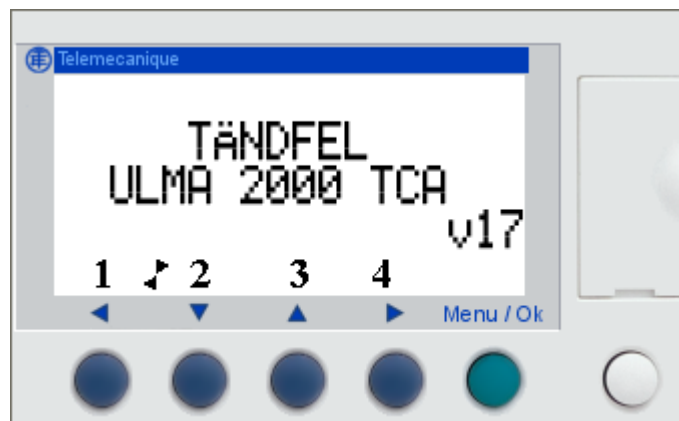 Telemecanique
TäNDFEL
ULMA 2000 TCA
v17
1 2 3 4
Menu / Ok